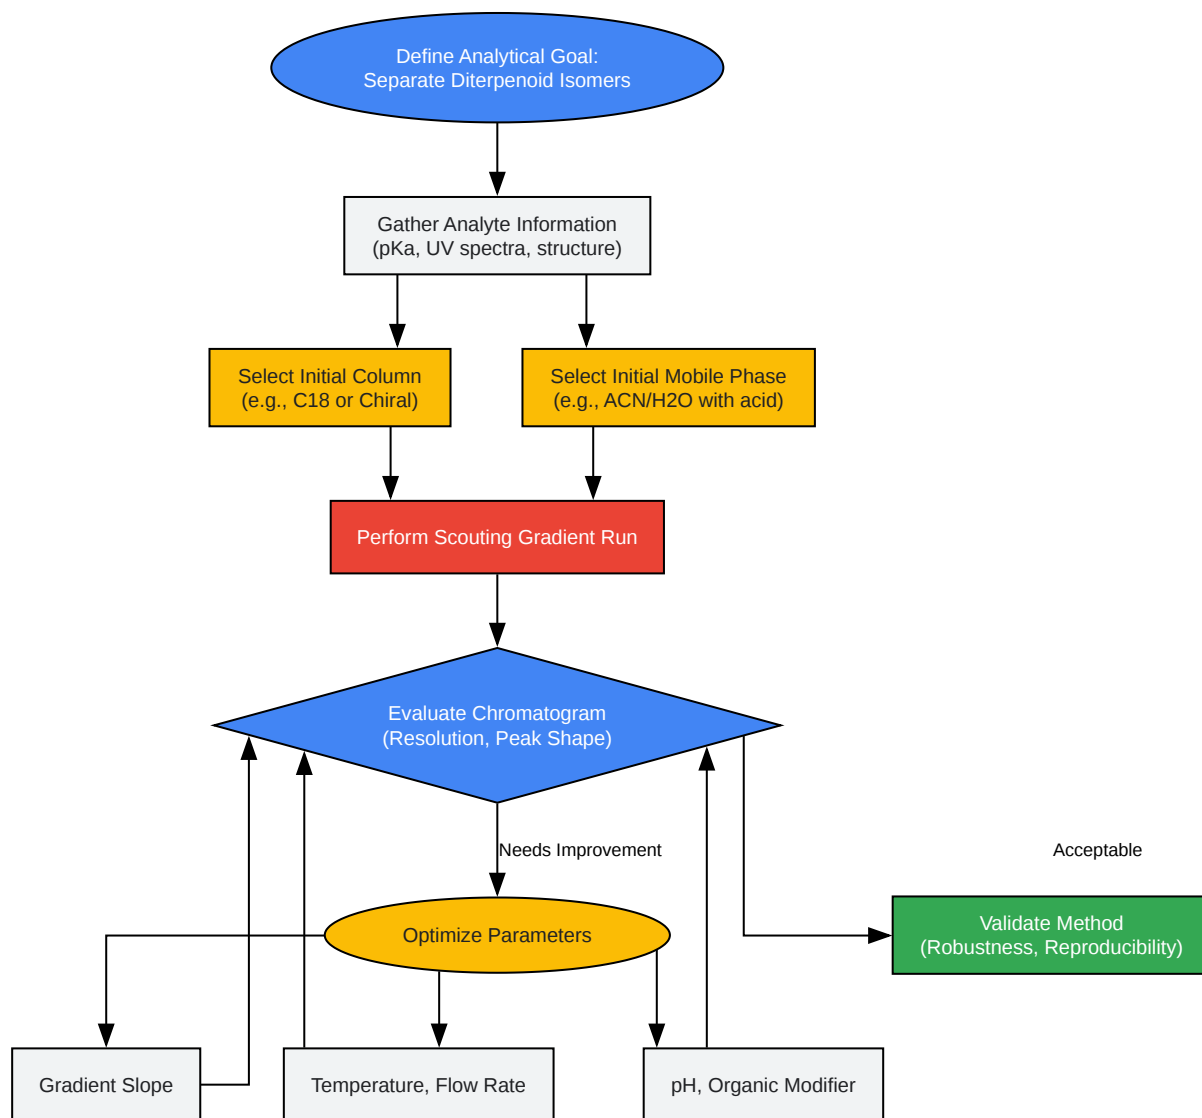 Define Analytical Goal:
Separate Diterpenoid Isomers
Gather Analyte Information
(pKa, UV spectra, structure)
Select Initial Column
(e.g., C18 or Chiral)
Select Initial Mobile Phase
(e.g., ACN/H2O with acid)
Perform Scouting Gradient Run
Evaluate Chromatogram
(Resolution, Peak Shape)
Needs Improvement
Acceptable
Optimize Parameters
Validate Method
(Robustness, Reproducibility)
Gradient Slope
Temperature, Flow Rate
pH, Organic Modifier